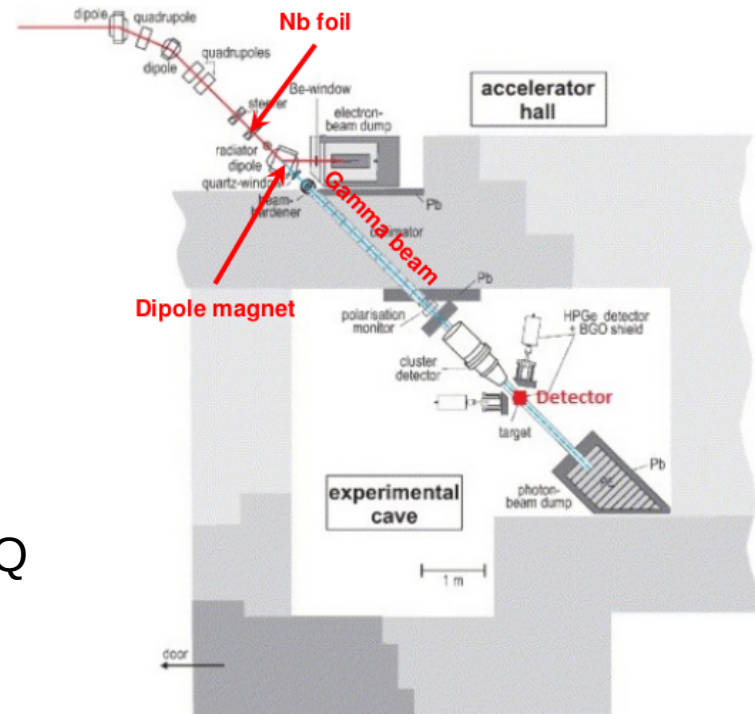 dipole
quadrupole
Nb foil
dipole
quadrupoles
Be-window
accelerator
hall
steerer
electron-
beam dump
radiator
dipole
quartz-window
beam-
hardener
Gamma beam
Pb
Dipole magnet
Pb
polarisation
monitor
HPGe detector
+ BGO shield
cluster
detector
Detector
target
Pb
photon-
beam dump
experimental
cave
Q
1 m
door